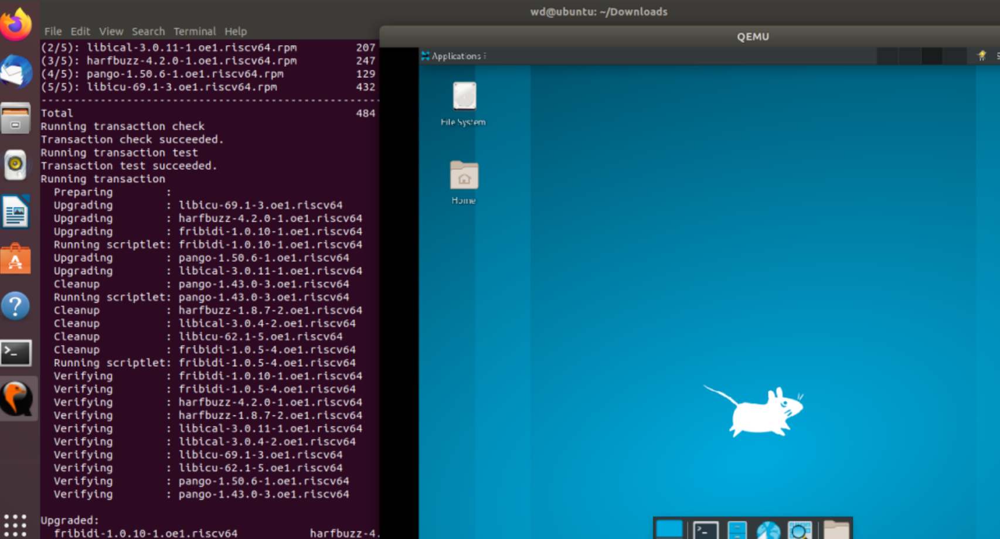 wd@ubuntu: ~/Downloads
File Edit View Search Terminal Help
(2/5): libical-3.0.11-1.oe1.riscv64.rpm 207
(3/5): harfbuzz-4.2.0-1.oe1.riscv64.rpm 247
(4/5): pango-1.50.6-1.oe1.riscv64.rpm 129
(5/5): libicu-69.1-3.oe1.riscv64.rpm 432
--------------------------------------------------------------------------------
Total 484
Running transaction check
Transaction check succeeded.
Running transaction test
Transaction test succeeded.
Running transaction
Preparing :
Upgrading : libicu-69.1-3.oe1.riscv64
Upgrading : harfbuzz-4.2.0-1.oe1.riscv64
Upgrading : fribidi-1.0.10-1.oe1.riscv64
Running scriptlet: fribidi-1.0.10-1.oe1.riscv64
Upgrading : pango-1.50.6-1.oe1.riscv64
Upgrading : libical-3.0.11-1.oe1.riscv64
Cleanup : pango-1.43.0-3.oe1.riscv64
Running scriptlet: pango-1.43.0-3.oe1.riscv64
Cleanup : harfbuzz-1.8.7-2.oe1.riscv64
Cleanup : libical-3.0.4-2.oe1.riscv64
Cleanup : libicu-62.1-5.oe1.riscv64
Cleanup : fribidi-1.0.5-4.oe1.riscv64
Running scriptlet: fribidi-1.0.5-4.oe1.riscv64
Verifying : fribidi-1.0.10-1.oe1.riscv64
Verifying : fribidi-1.0.5-4.oe1.riscv64
Verifying : harfbuzz-4.2.0-1.oe1.riscv64
Verifying : harfbuzz-1.8.7-2.oe1.riscv64
Verifying : libical-3.0.11-1.oe1.riscv64
Verifying : libical-3.0.4-2.oe1.riscv64
Verifying : libicu-69.1-3.oe1.riscv64
Verifying : libicu-62.1-5.oe1.riscv64
Verifying : pango-1.50.6-1.oe1.riscv64
Verifying : pango-1.43.0-3.oe1.riscv64
Upgraded:
fribidi-1.0.10-1.oe1.riscv64 harfbuzz-4.
QEMU
Applications
File System
Home